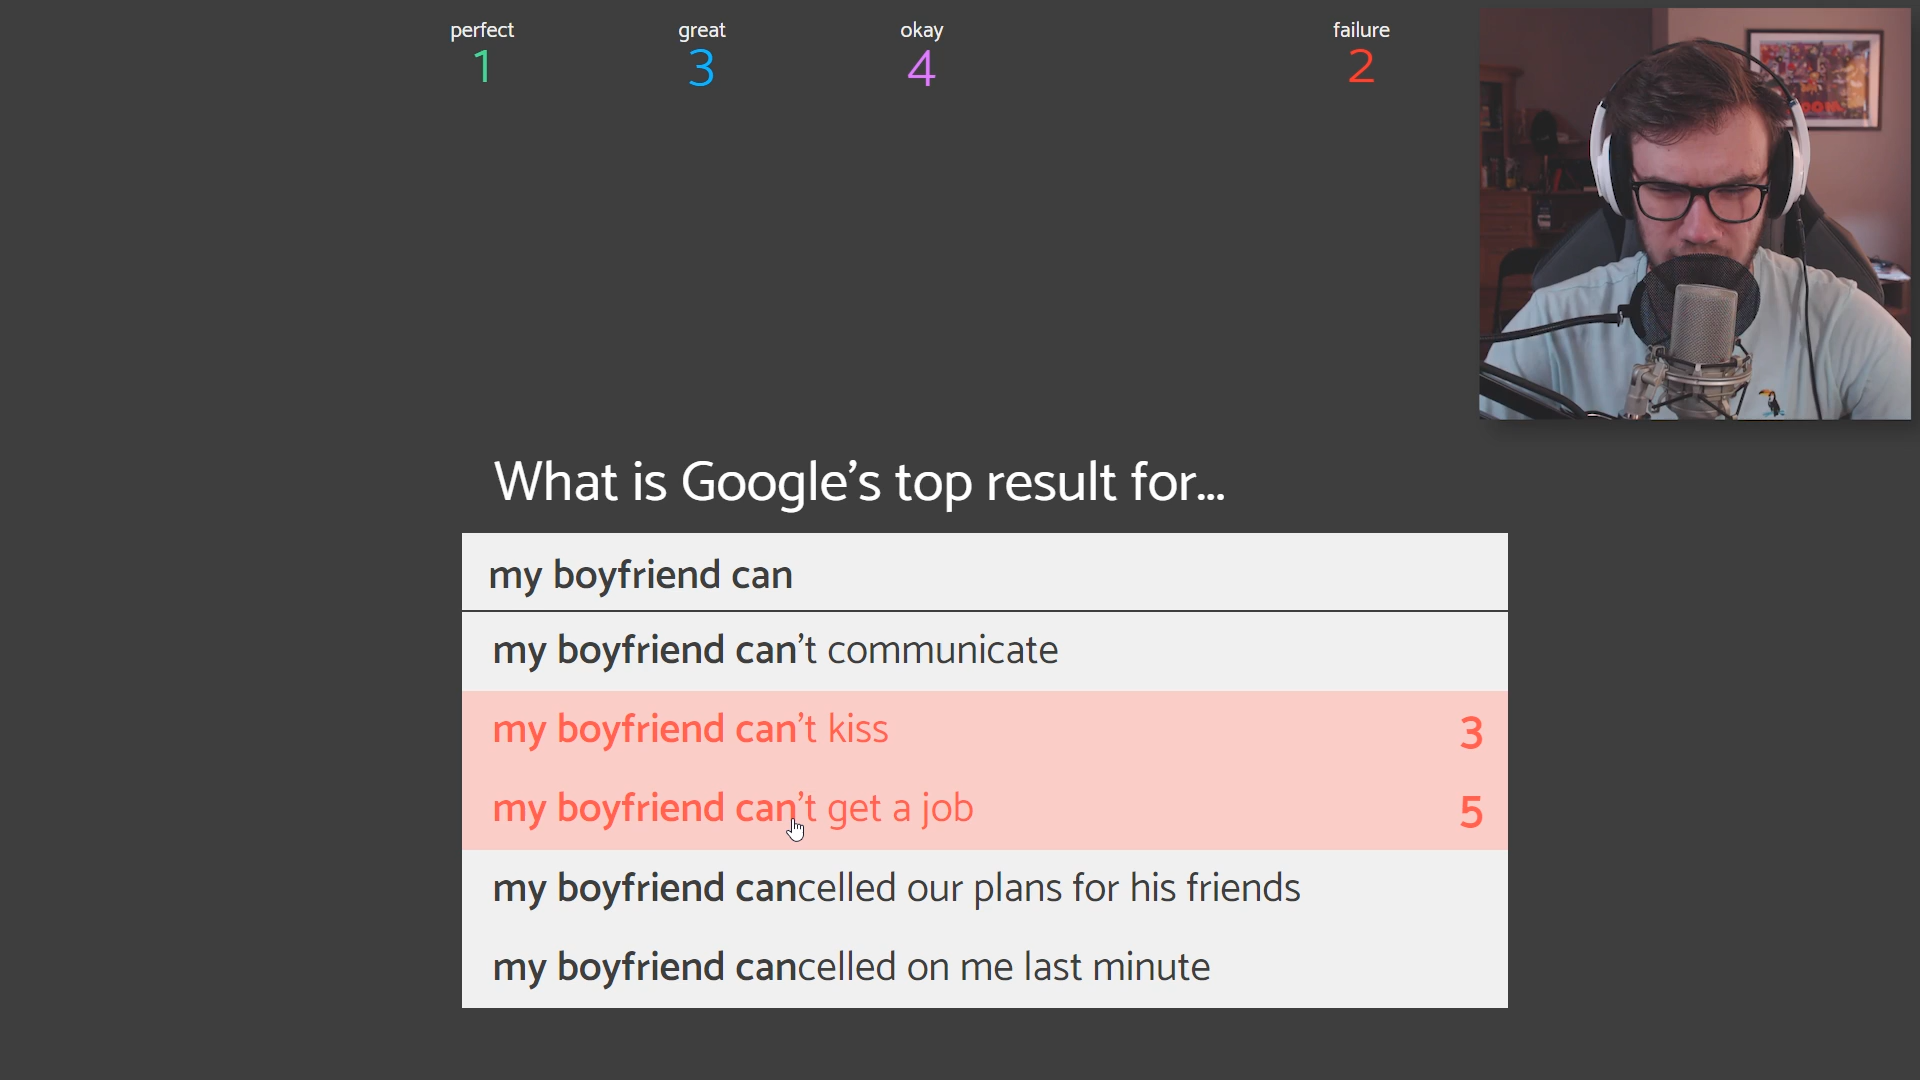 perfect great okay failure
1 3 4 2
What is Google's top result for...
my boyfriend can
my boyfriend can't communicate
my boyfriend can't kiss 3
my boyfriend can't get a job 5
my boyfriend cancelled our plans for his friends
my boyfriend cancelled on me last minute